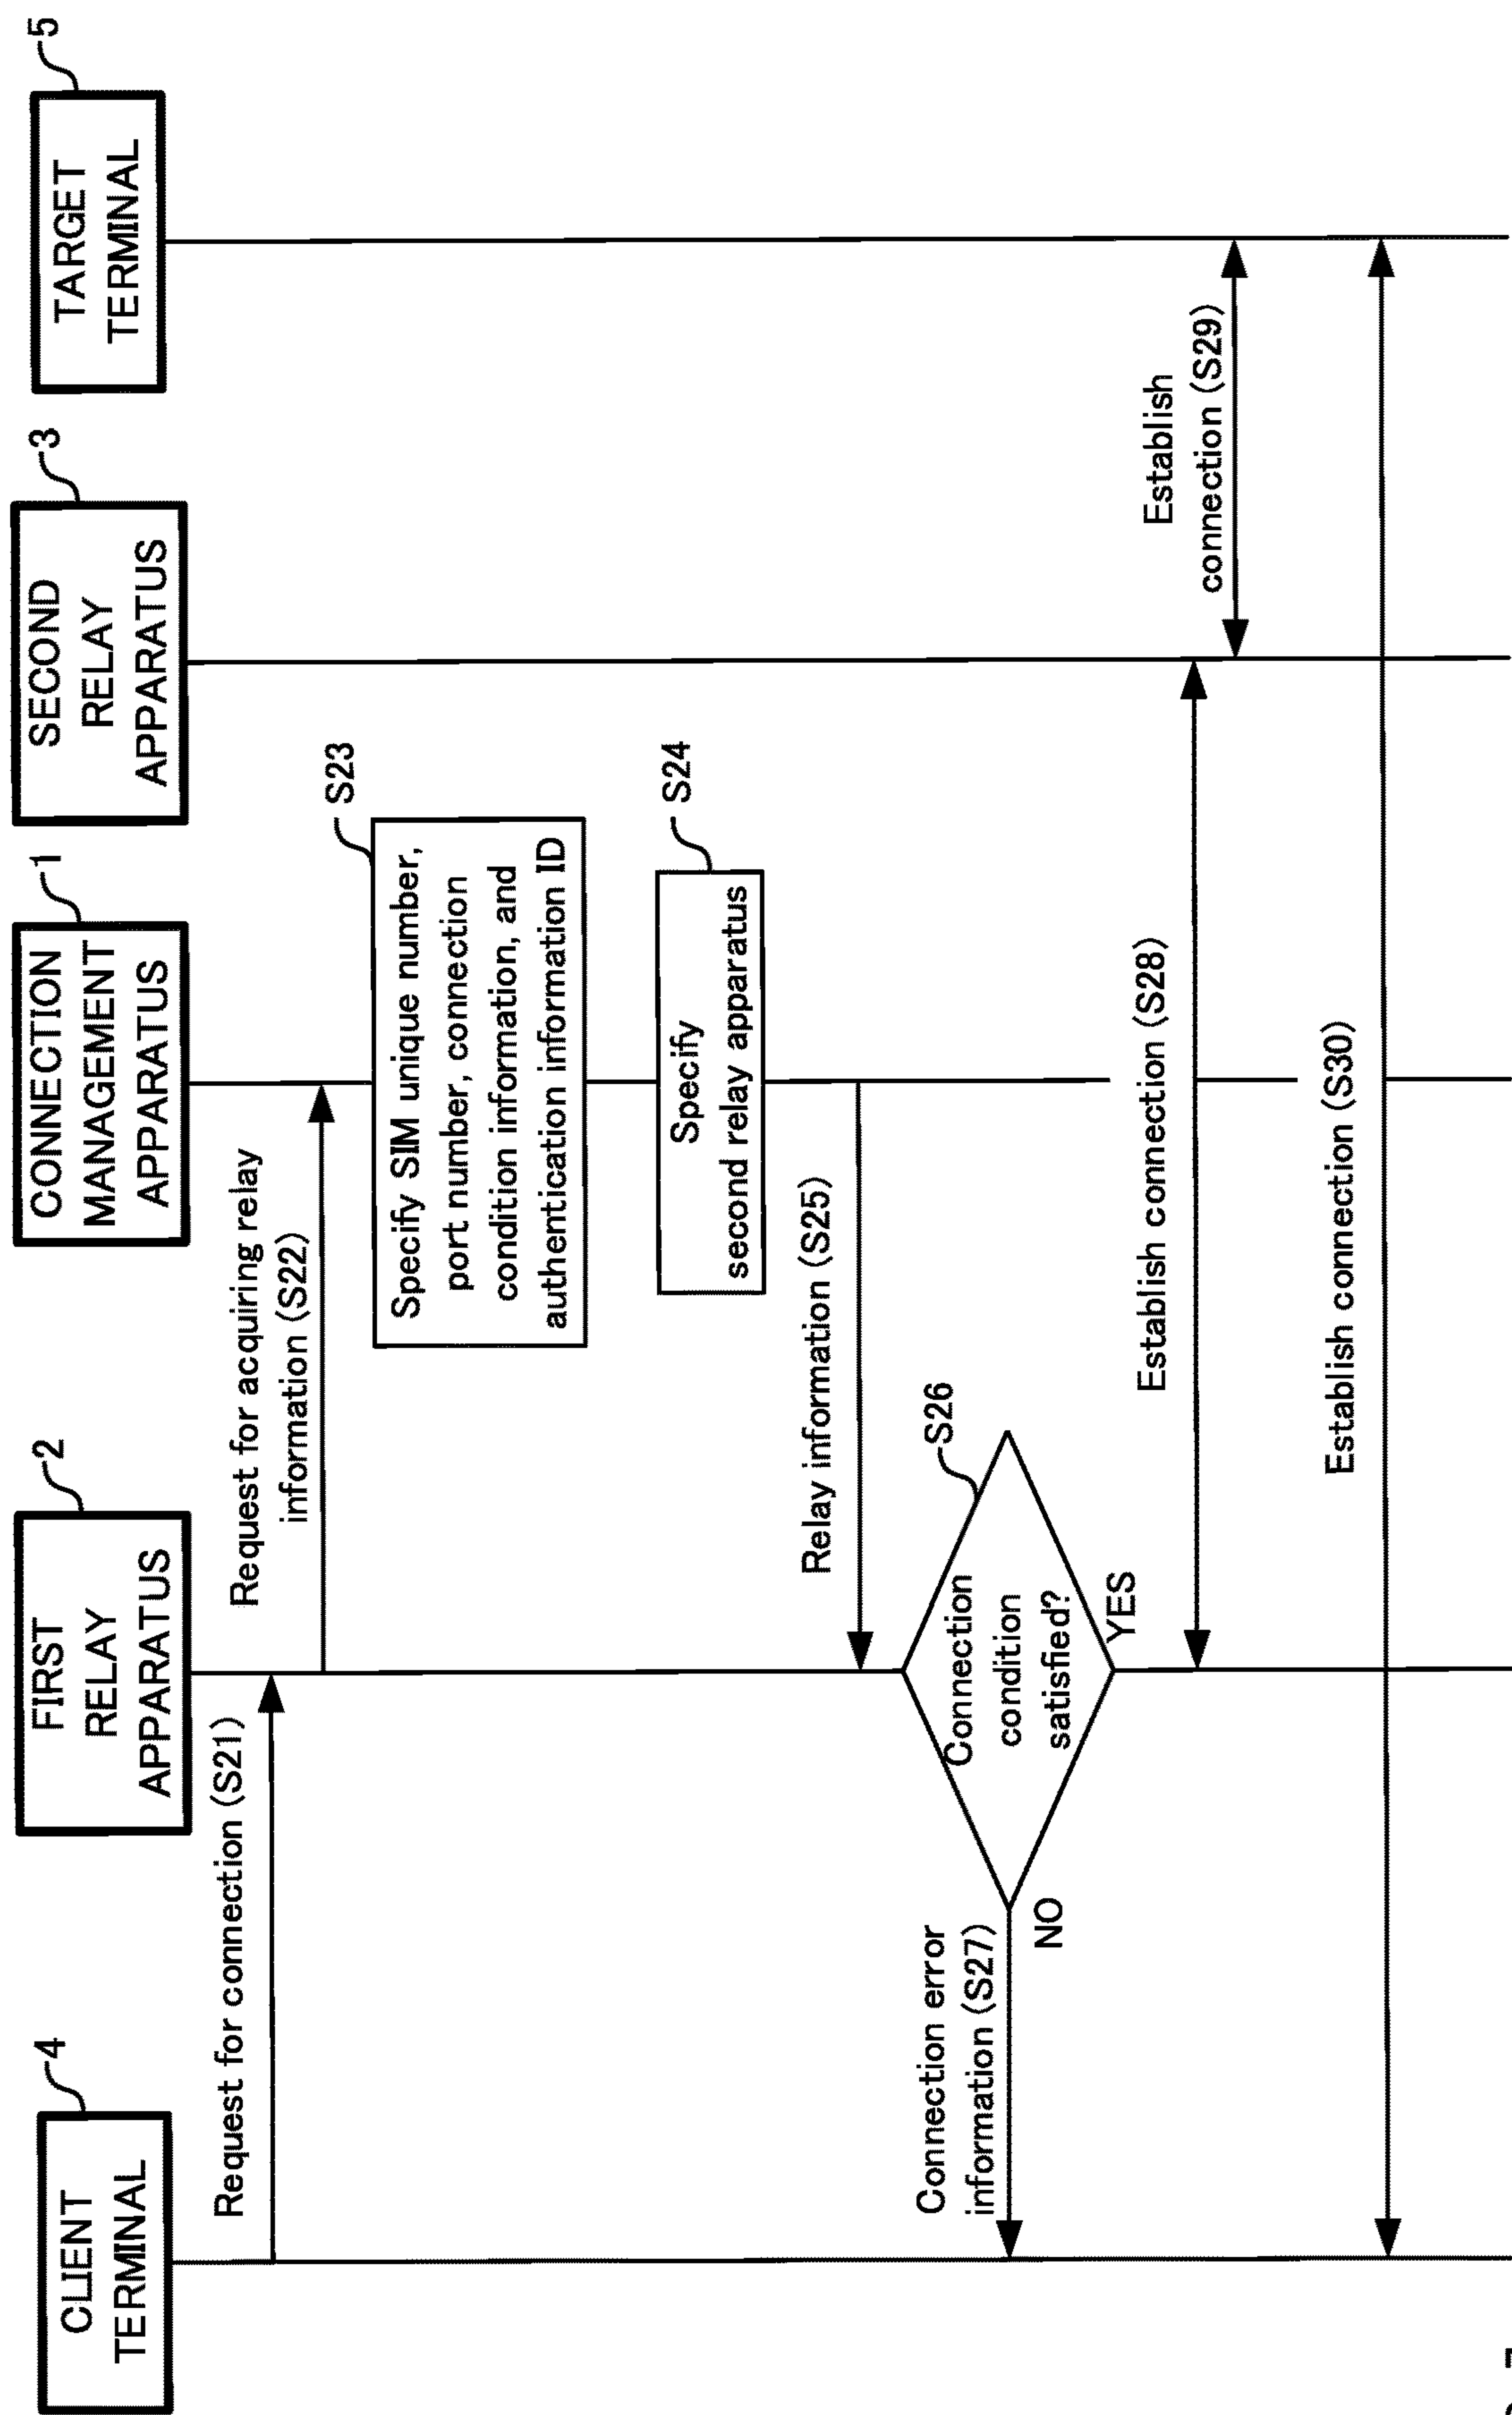 4
CLIENT
TERMINAL
2
FIRST
RELAY
APPARATUS
1
CONNECTION
MANAGEMENT
APPARATUS
3
SECOND
RELAY
APPARATUS
5
TARGET
TERMINAL
Request for connection (S21)
Request for acquiring relay
information (S22)
S23
Specify SIM unique number,
port number, connection
condition information, and
authentication information ID
S24
Specify
second relay apparatus
Relay information (S25)
S26
Connection
condition
satisfied?
YES
NO
Connection error
information (S27)
Establish connection (S28)
Establish
connection (S29)
Establish connection (S30)